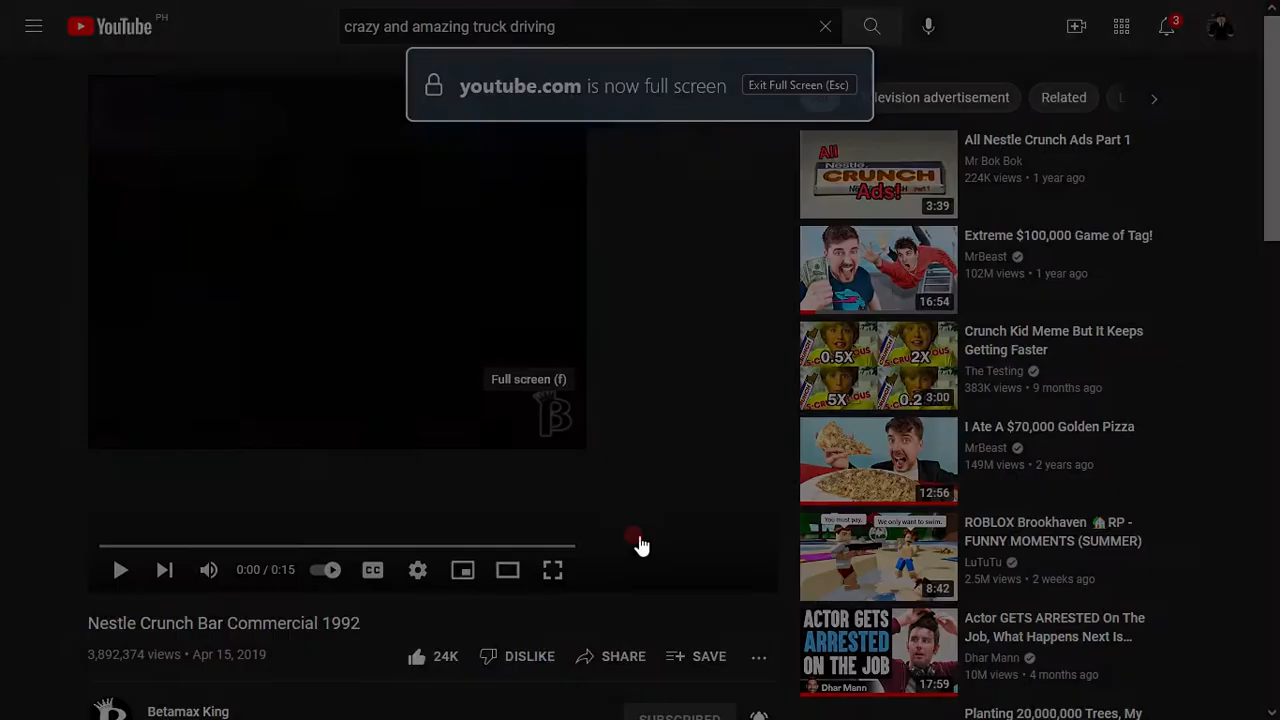 YouTube PH
crazy and amazing truck driving
3
youtube.com is now full screen Exit Full Screen (Esc)
levision advertisement
Related
L
Full screen (f)
B
0:00 / 0:15
Nestle Crunch Bar Commercial 1992
3,892,374 views • Apr 15, 2019
24K
DISLIKE
SHARE
SAVE
Betamax King
SUBSCRIBED
All
Nestle
CRUNCH
Ads!
3:39
All Nestle Crunch Ads Part 1
Mr Bok Bok
224K views • 1 year ago
16:54
Extreme $100,000 Game of Tag!
MrBeast
102M views • 1 year ago
0.5X
2X
5X
0.2
3:00
Crunch Kid Meme But It Keeps
Getting Faster
The Testing
383K views • 9 months ago
12:56
I Ate A $70,000 Golden Pizza
MrBeast
149M views • 2 years ago
You must pay.
We only want to swim.
8:42
ROBLOX Brookhaven 🏠RP -
FUNNY MOMENTS (SUMMER)
LuTuTu
2.5M views • 2 weeks ago
ACTOR GETS
ARRESTED
ON THE JOB
Dhar Mann
17:59
Actor GETS ARRESTED On The
Job, What Happens Next Is...
Dhar Mann
10M views • 4 months ago
Planting 20,000,000 Trees, My